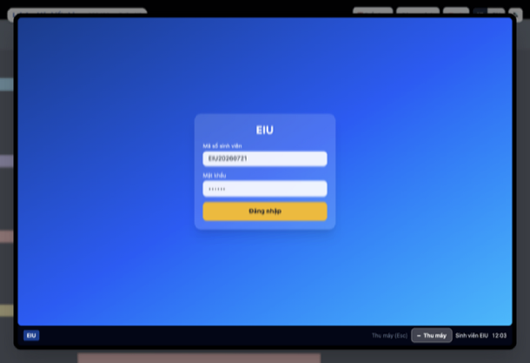 EIU
Mã số sinh viên
EIU20260721
Mật khẩu
••••••
Đăng nhập
EIU
Thu máy (Esc)
– Thu máy
Sinh viên EIU
12:03